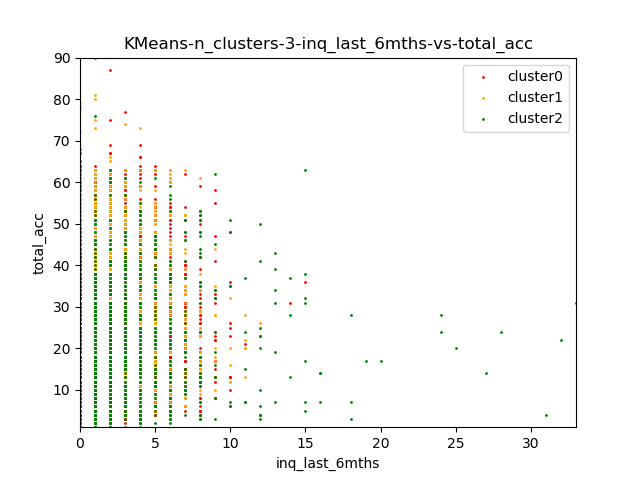 KMeans-n_clusters-3-inq_last_6mths-vs-total_acc
cluster0
cluster1
cluster2
90
80
70
60
50
40
30
20
10
total_acc
0 5 10 15 20 25 30
inq_last_6mths